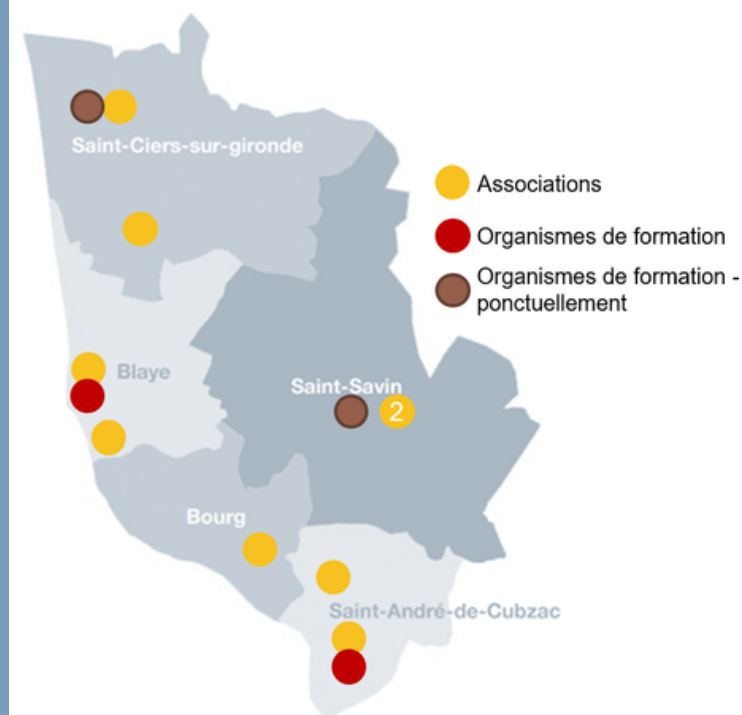 Saint-Ciers-sur-gironde
Associations
Organismes de formation
Organismes de formation -
ponctuellement
Blaye
Saint-Savin
2
Bourg
Saint-André-de-Cubzac